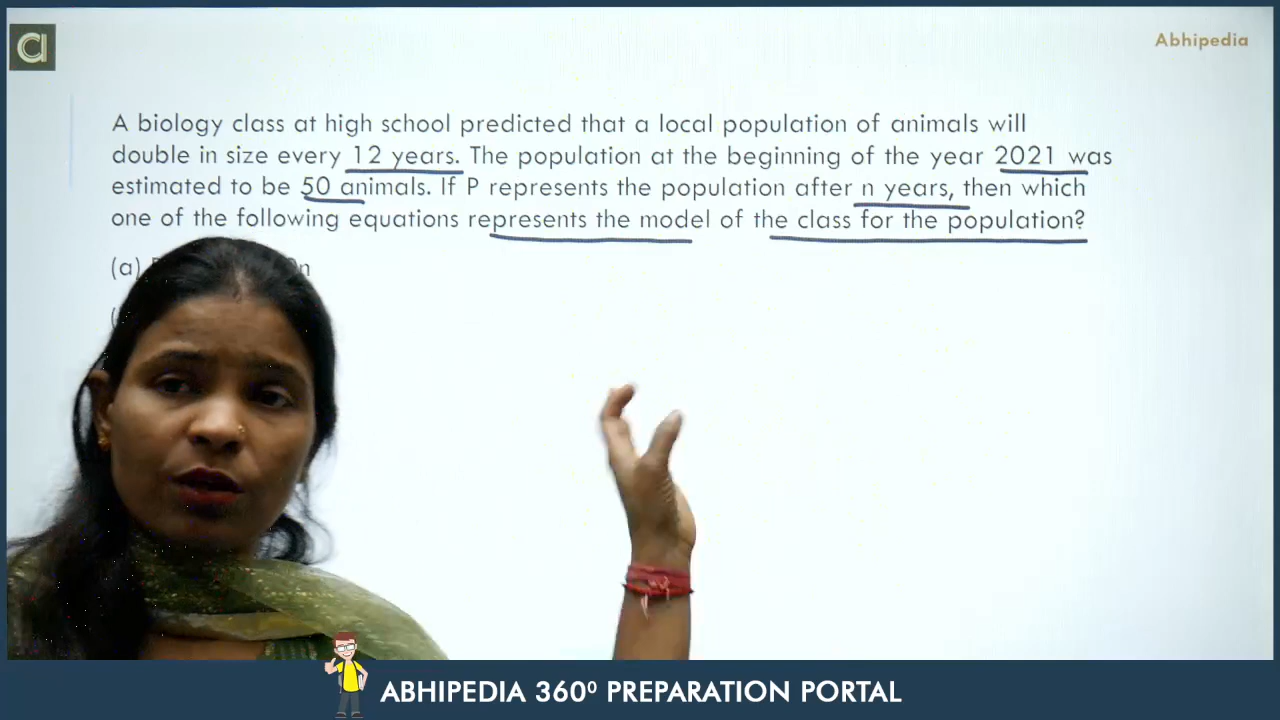 Abhipedia
A biology class at high school predicted that a local population of animals will
double in size every 12 years. The population at the beginning of the year 2021 was
estimated to be 50 animals. If P represents the population after n years, then which
one of the following equations represents the model of the class for the population?
(a)
ABHIPEDIA 360⁰ PREPARATION PORTAL